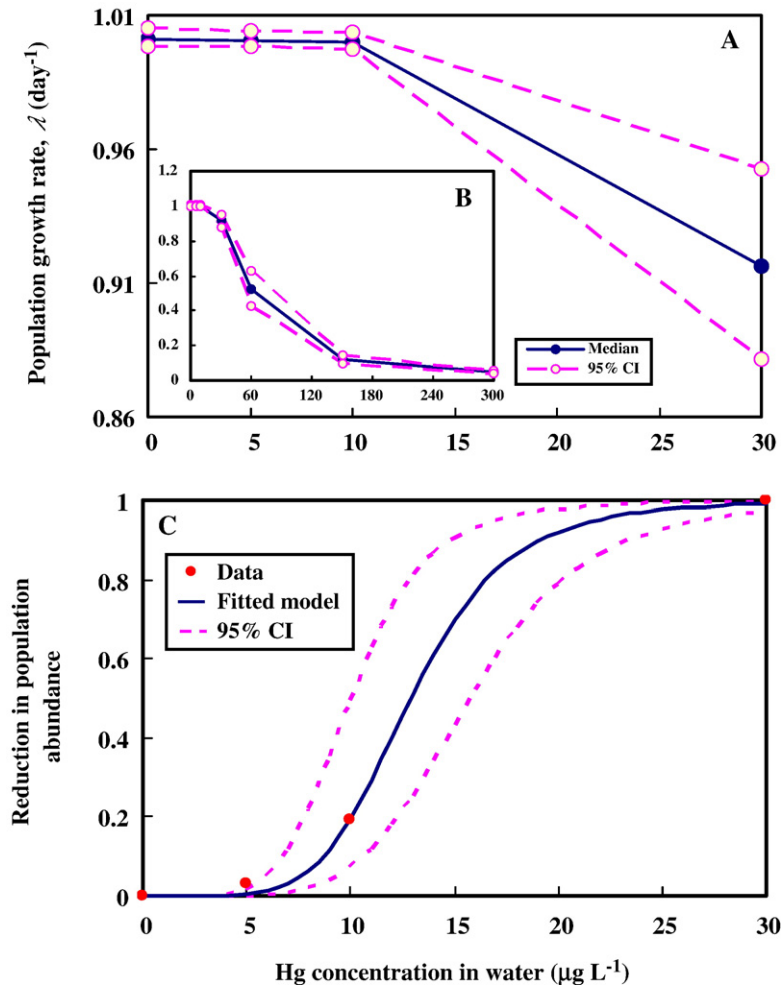 1.01
A
0.96
0.91
0.86
Population growth rate, λ (day-1)
1.2
B
1
0.8
0.6
0.4
0.2
0
0 60 120 180 240 300
Median
95% CI
0 5 10 15 20 25 30
1
C
0.8
0.6
0.4
0.2
0
Data
Fitted model
95% CI
Reduction in population
abundance
0 5 10 15 20 25 30
Hg concentration in water (μg L-1)